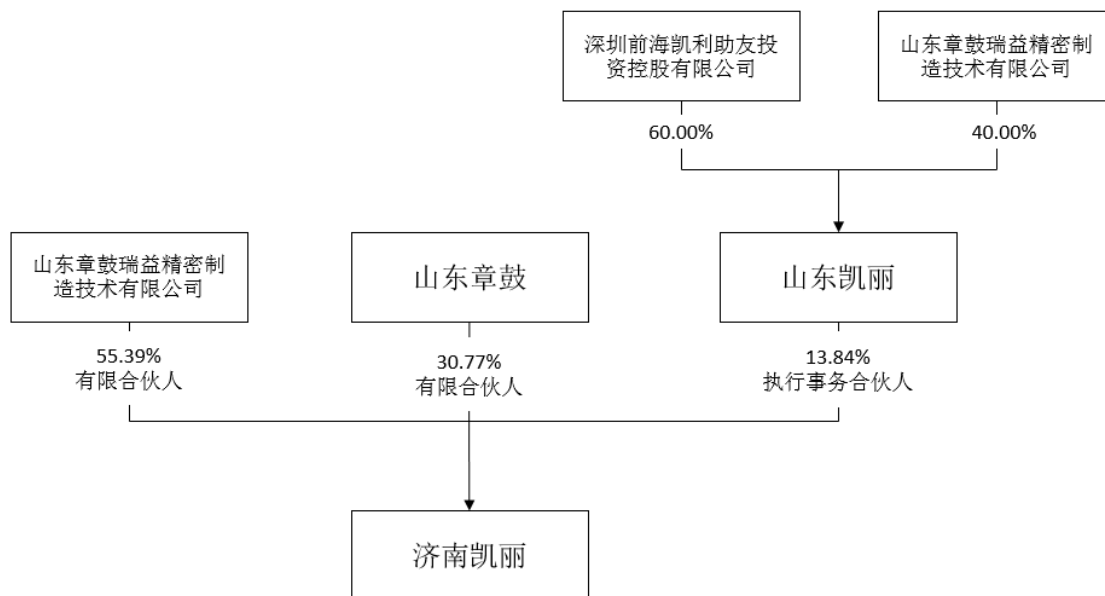 深圳前海凯利助友投
资控股有限公司
山东章鼓瑞益精密制
造技术有限公司
60.00%
40.00%
山东章鼓瑞益精密制
造技术有限公司
山东章鼓
山东凯丽
55.39%
有限合伙人
30.77%
有限合伙人
13.84%
执行事务合伙人
济南凯丽